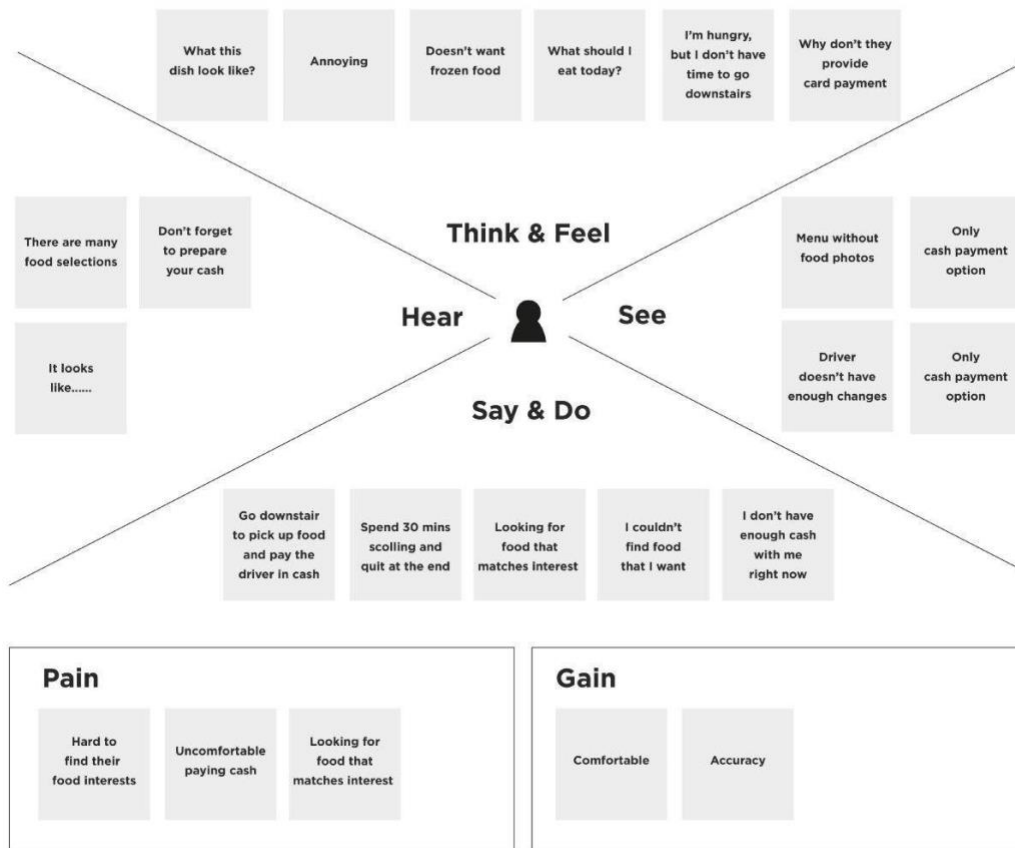 What this
dish look like?
Annoying
Doesn't want
frozen food
What should I
eat today?
I'm hungry,
but I don't have
time to go
downstairs
Why don't they
provide
card payment
Think & Feel
There are many
food selections
Don't forget
to prepare
your cash
It looks
like......
Hear
See
Menu without
food photos
Only
cash payment
option
Driver
doesn't have
enough changes
Only
cash payment
option
Say & Do
Go downstair
to pick up food
and pay the
driver in cash
Spend 30 mins
scolling and
quit at the end
Looking for
food that
matches interest
I couldn't
find food
that I want
I don't have
enough cash
with me
right now
Pain
Hard to
find their
food interests
Uncomfortable
paying cash
Looking for
food that
matches interest
Gain
Comfortable
Accuracy